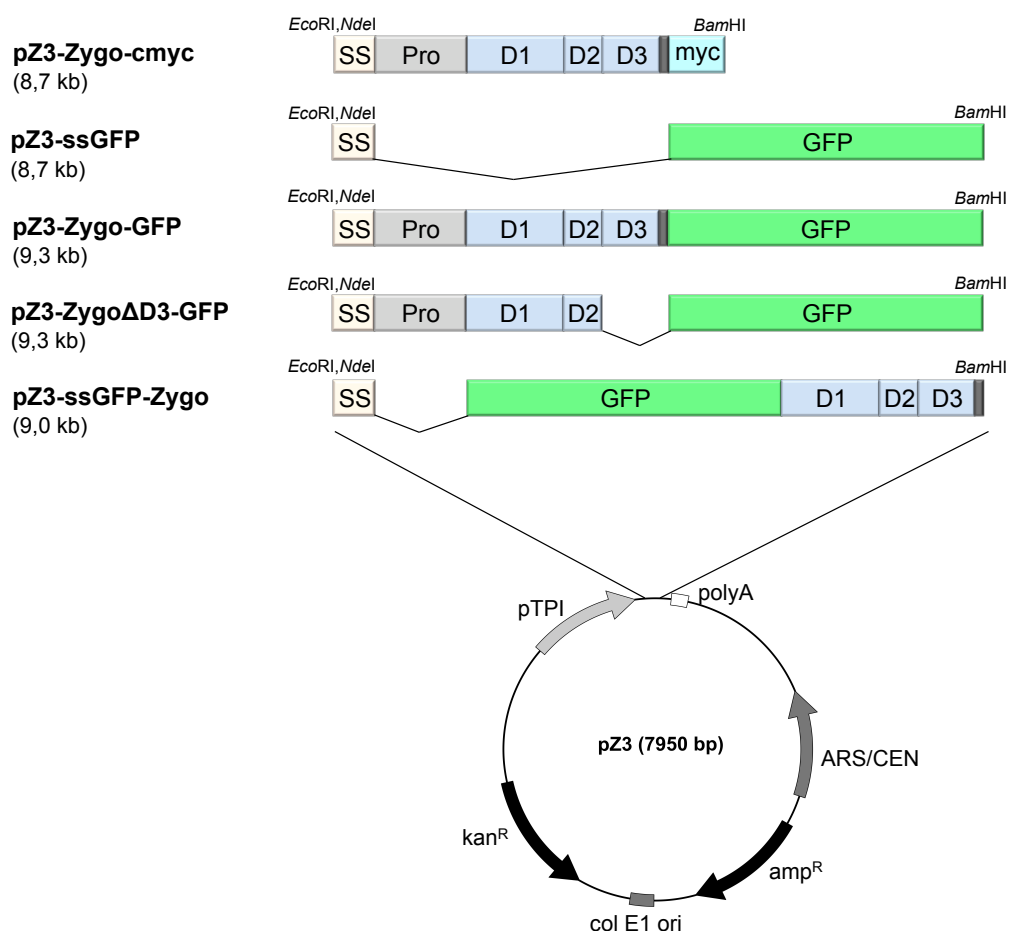 EcoRI,NdeI BamHI
pZ3-Zygo-cmyc SS Pro D1 D2 D3 myc
(8,7 kb)
EcoRI,NdeI BamHI
pZ3-ssGFP SS GFP
(8,7 kb)
EcoRI,NdeI BamHI
pZ3-Zygo-GFP SS Pro D1 D2 D3 GFP
(9,3 kb)
EcoRI,NdeI BamHI
pZ3-ZygoΔD3-GFP SS Pro D1 D2 GFP
(9,3 kb)
EcoRI,NdeI BamHI
pZ3-ssGFP-Zygo SS GFP D1 D2 D3
(9,0 kb)
pTPI polyA
pZ3 (7950 bp)
ARS/CEN
kanR
ampR
col E1 ori